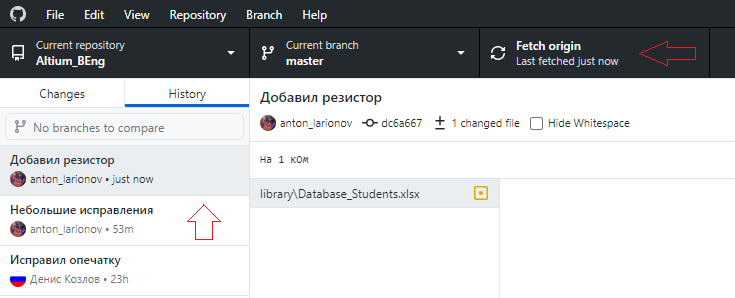 File Edit View Repository Branch Help
Current repository
Altium_BEng
Current branch
master
Fetch origin
Last fetched just now
Changes
History
No branches to compare
Добавил резистор
anton_larionov • just now
Небольшие исправления
anton_larionov • 53m
Исправил опечатку
Денис Козлов • 23h
Добавил резистор
anton_larionov dc6a667 1 changed file Hide Whitespace
На 1 кОм
library\Database_Students.xlsx